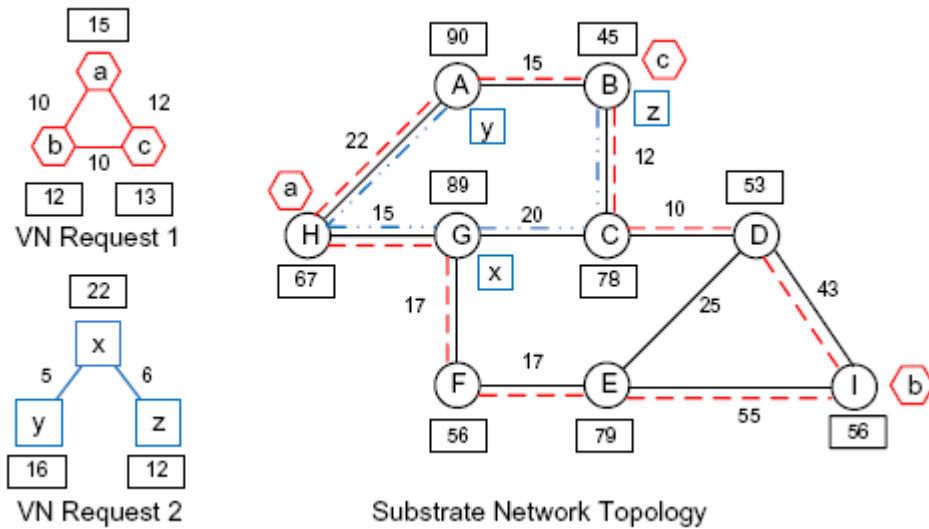 15
a
10
12
b
c
10
12
13
VN Request 1
22
x
5
6
y
z
16
12
VN Request 2
90
45
15
c
A
B
y
z
22
12
a
89
53
15
20
10
H
G
C
D
67
x
78
17
25
43
17
F
E
I
b
55
56
79
56
Substrate Network Topology